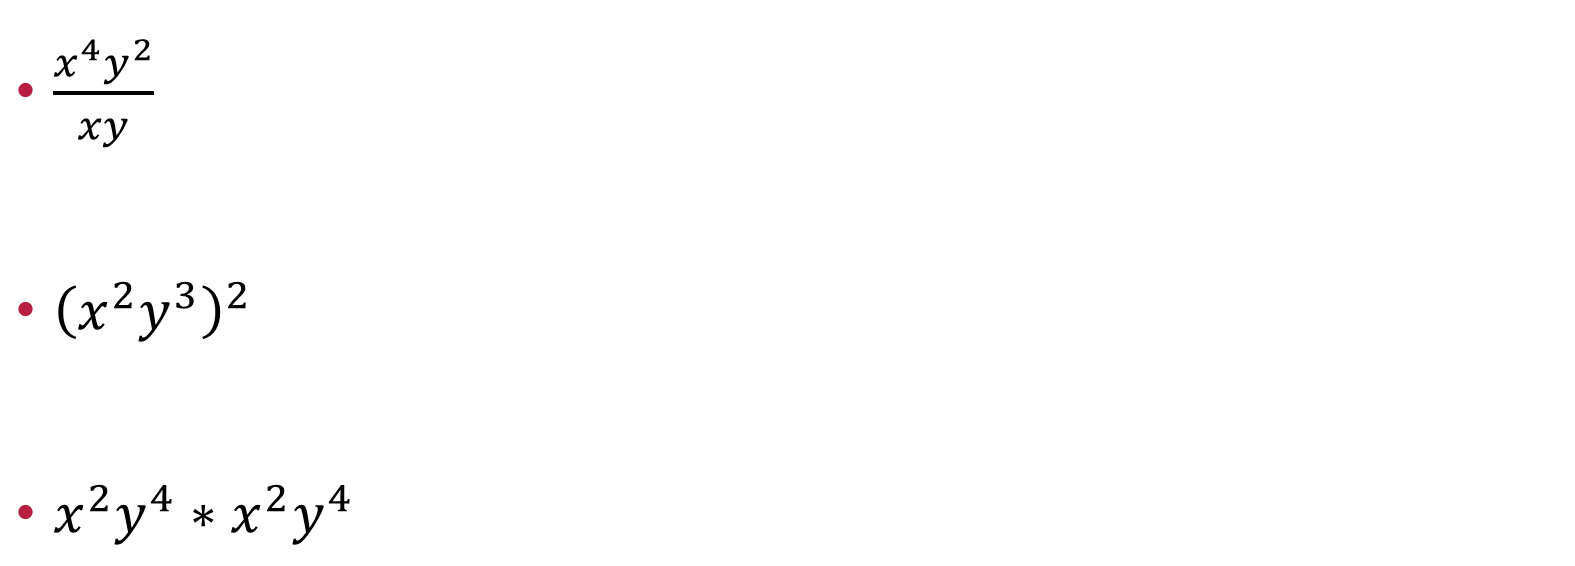 • x⁴y²/xy
• (x²y³)²
• x²y⁴ * x²y⁴